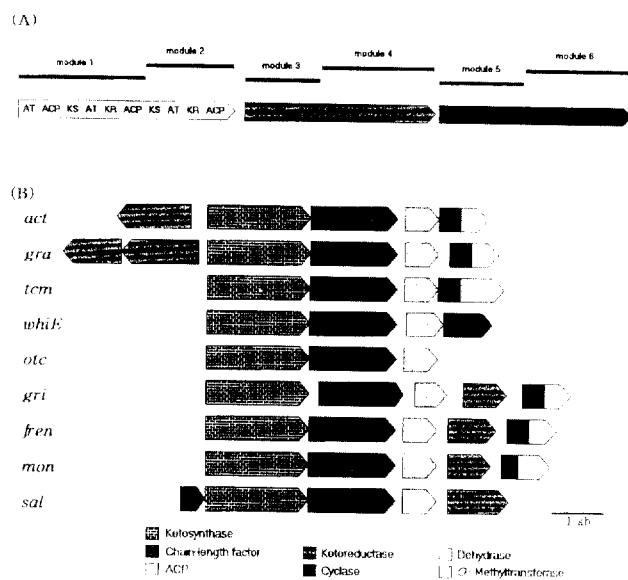 (A)
module 1 module 2 module 3 module 4 module 5 module 6
AT ACP KS AT KR ACP KS AT KR ACP
(B)
act
gra
tcm
whiE
otc
gri
fren
mon
sal
Ketosynthase
Chain length factor
ACP
Ketoreductase
Cyclase
Dehydrase
O-Methyltransferase